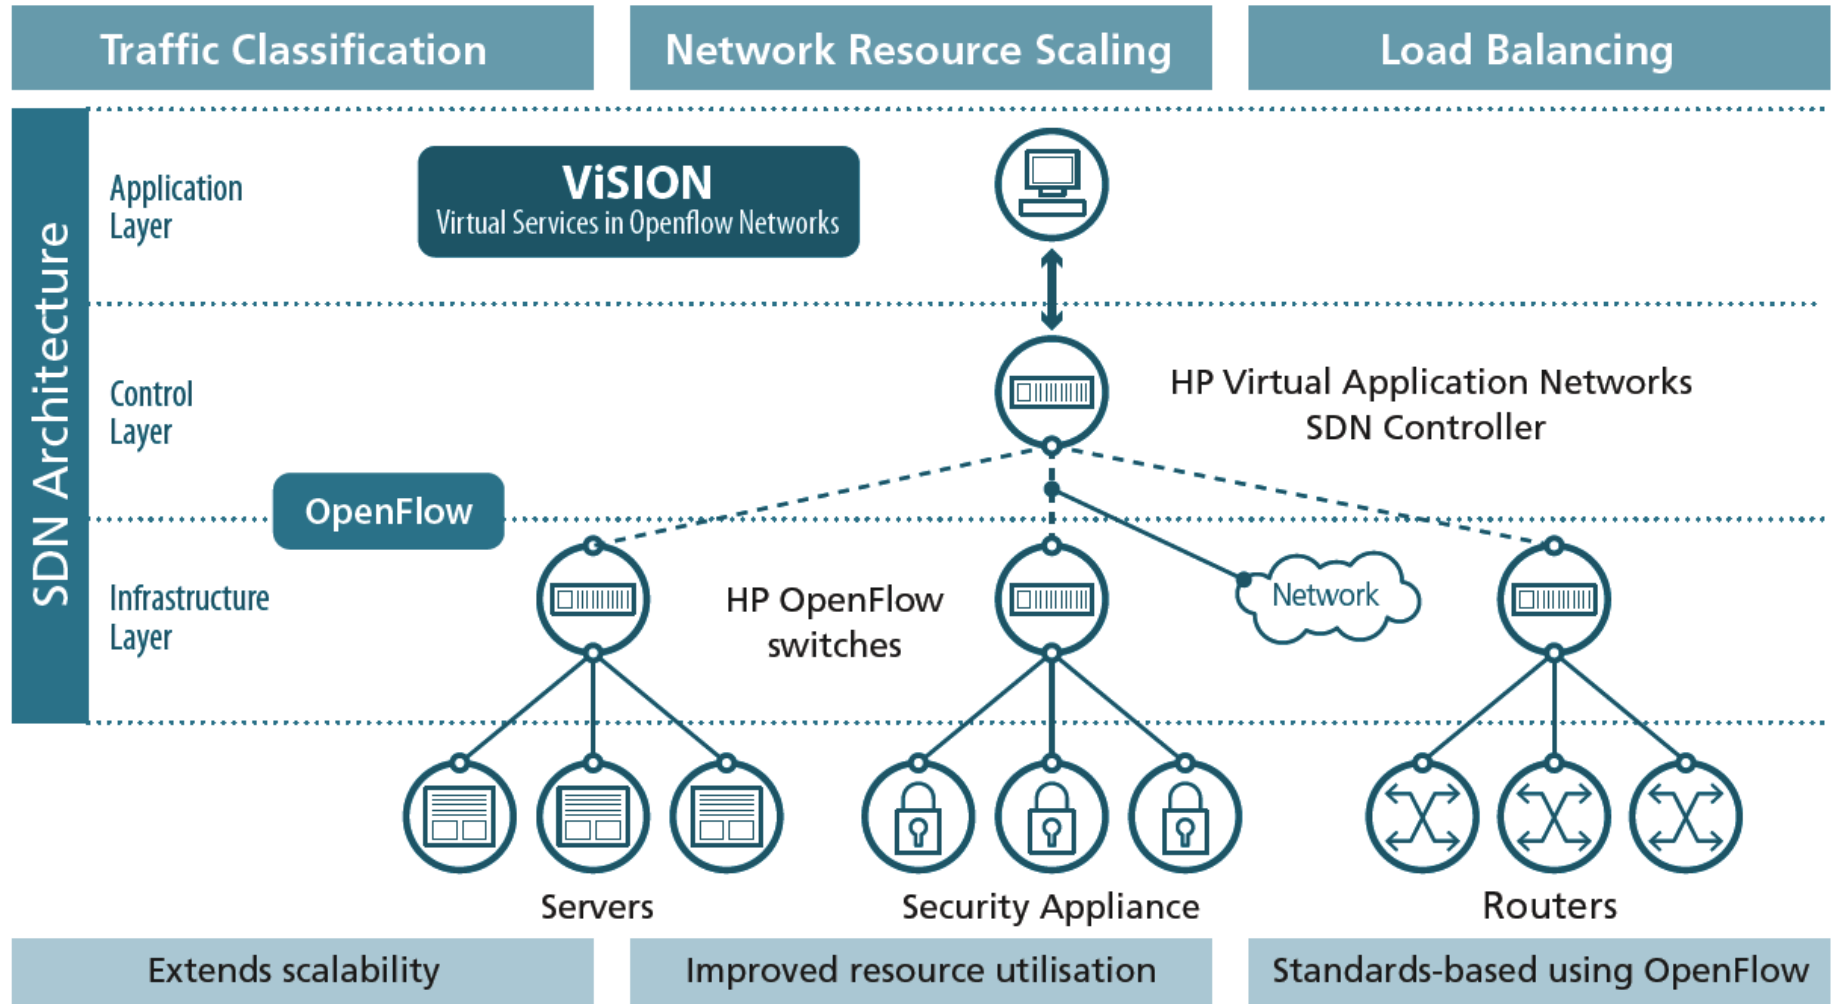 Traffic Classification
Network Resource Scaling
Load Balancing
SDN Architecture
Application
Layer
ViSION
Virtual Services in Openflow Networks
Control
Layer
HP Virtual Application Networks
SDN Controller
OpenFlow
Infrastructure
Layer
HP OpenFlow
switches
Network
Servers
Security Appliance
Routers
Extends scalability
Improved resource utilisation
Standards-based using OpenFlow